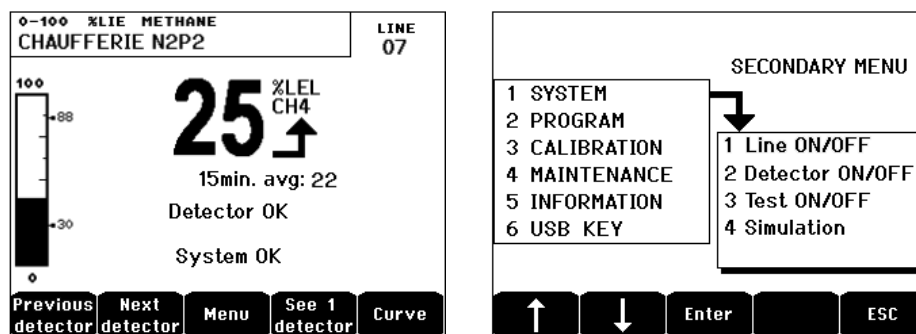 0-100 %LIE METHANE
CHAUFFERIE N2P2
LINE
07
100
88
30
0
25
%LEL
CH4
15min. avg: 22
Detector OK
System OK
Previous detector
Next detector
Menu
See 1 detector
Curve
SECONDARY MENU
1 SYSTEM
2 PROGRAM
3 CALIBRATION
4 MAINTENANCE
5 INFORMATION
6 USB KEY
1 Line ON/OFF
2 Detector ON/OFF
3 Test ON/OFF
4 Simulation
Enter
ESC